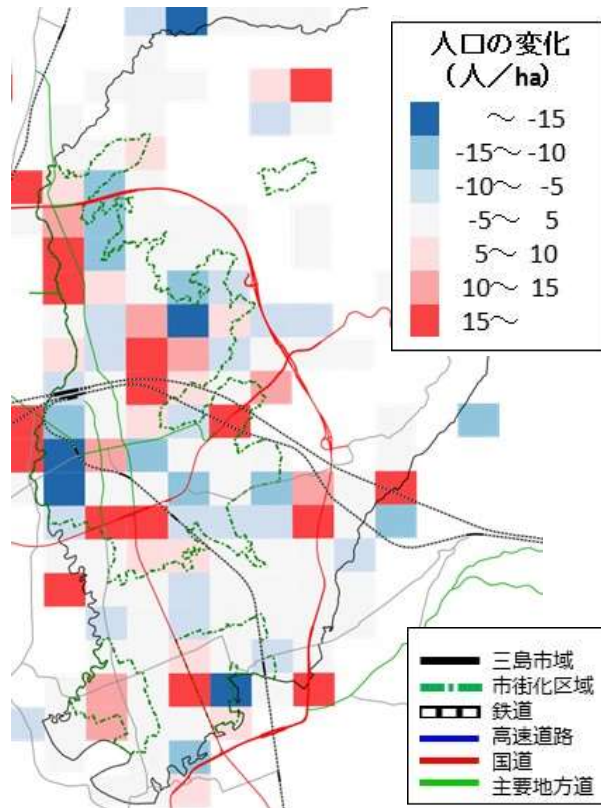 人口の変化
(人／ha)
～ -15
-15～ -10
-10～ -5
-5～ 5
5～ 10
10～ 15
15～
三島市域
市街化区域
鉄道
高速道路
国道
主要地方道